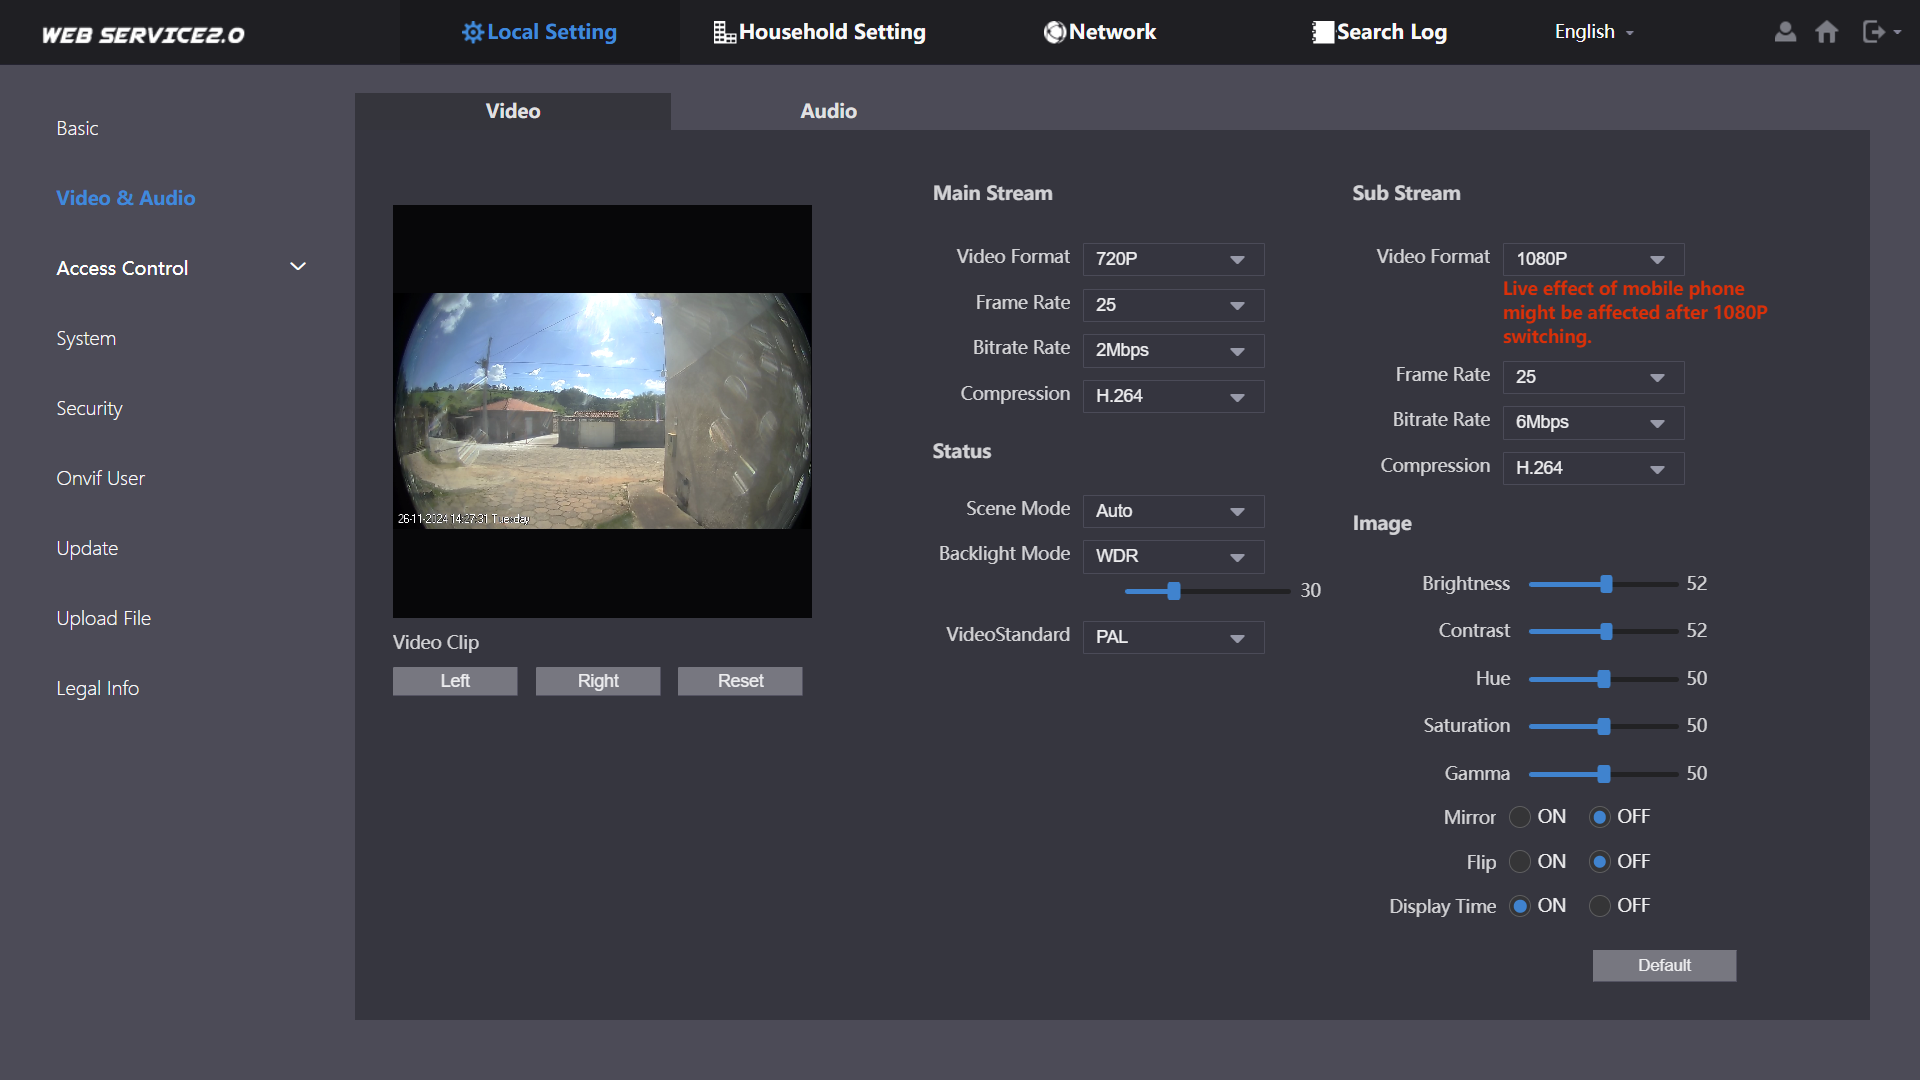 WEB SERVICE2.0
Local Setting
Household Setting
Network
Search Log
English
Basic
Video & Audio
Access Control
System
Security
Onvif User
Update
Upload File
Legal Info
Video
Audio
26-11-2024 14:27:31 Tuesday
Video Clip
Left
Right
Reset
Main Stream
Video Format 720P
Frame Rate 25
Bitrate Rate 2Mbps
Compression H.264
Status
Scene Mode Auto
Backlight Mode WDR
30
VideoStandard PAL
Sub Stream
Video Format 1080P
Live effect of mobile phone
might be affected after 1080P
switching.
Frame Rate 25
Bitrate Rate 6Mbps
Compression H.264
Image
Brightness 52
Contrast 52
Hue 50
Saturation 50
Gamma 50
Mirror ON OFF
Flip ON OFF
Display Time ON OFF
Default